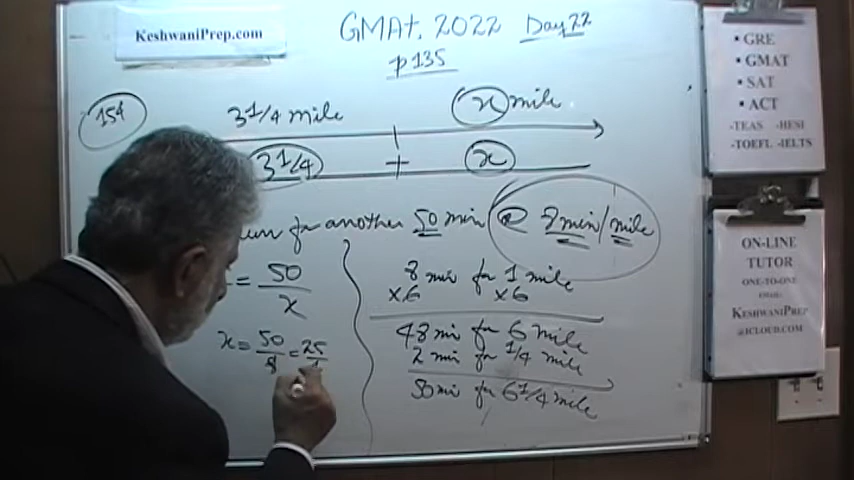 KeshwaniPrep.com
GMAT, 2022 Day 22
p135
154
3 1/4 mile
x mile
3 1/4 + x
run for another 50 min @ 8 min/mile
= 50/x
x = 50/8 = 25/
8 min for 1 mile
x6 x6
48 min for 6 mile
2 min for 1/4 mile
50 min for 6 1/4 mile
• GRE
• GMAT
• SAT
• ACT
-TEAS -HESI
-TOEFL -IELTS
ON-LINE
TUTOR
ONE-TO-ONE
EMAIL:
KESHWANIPREP
@ICLOUD.COM